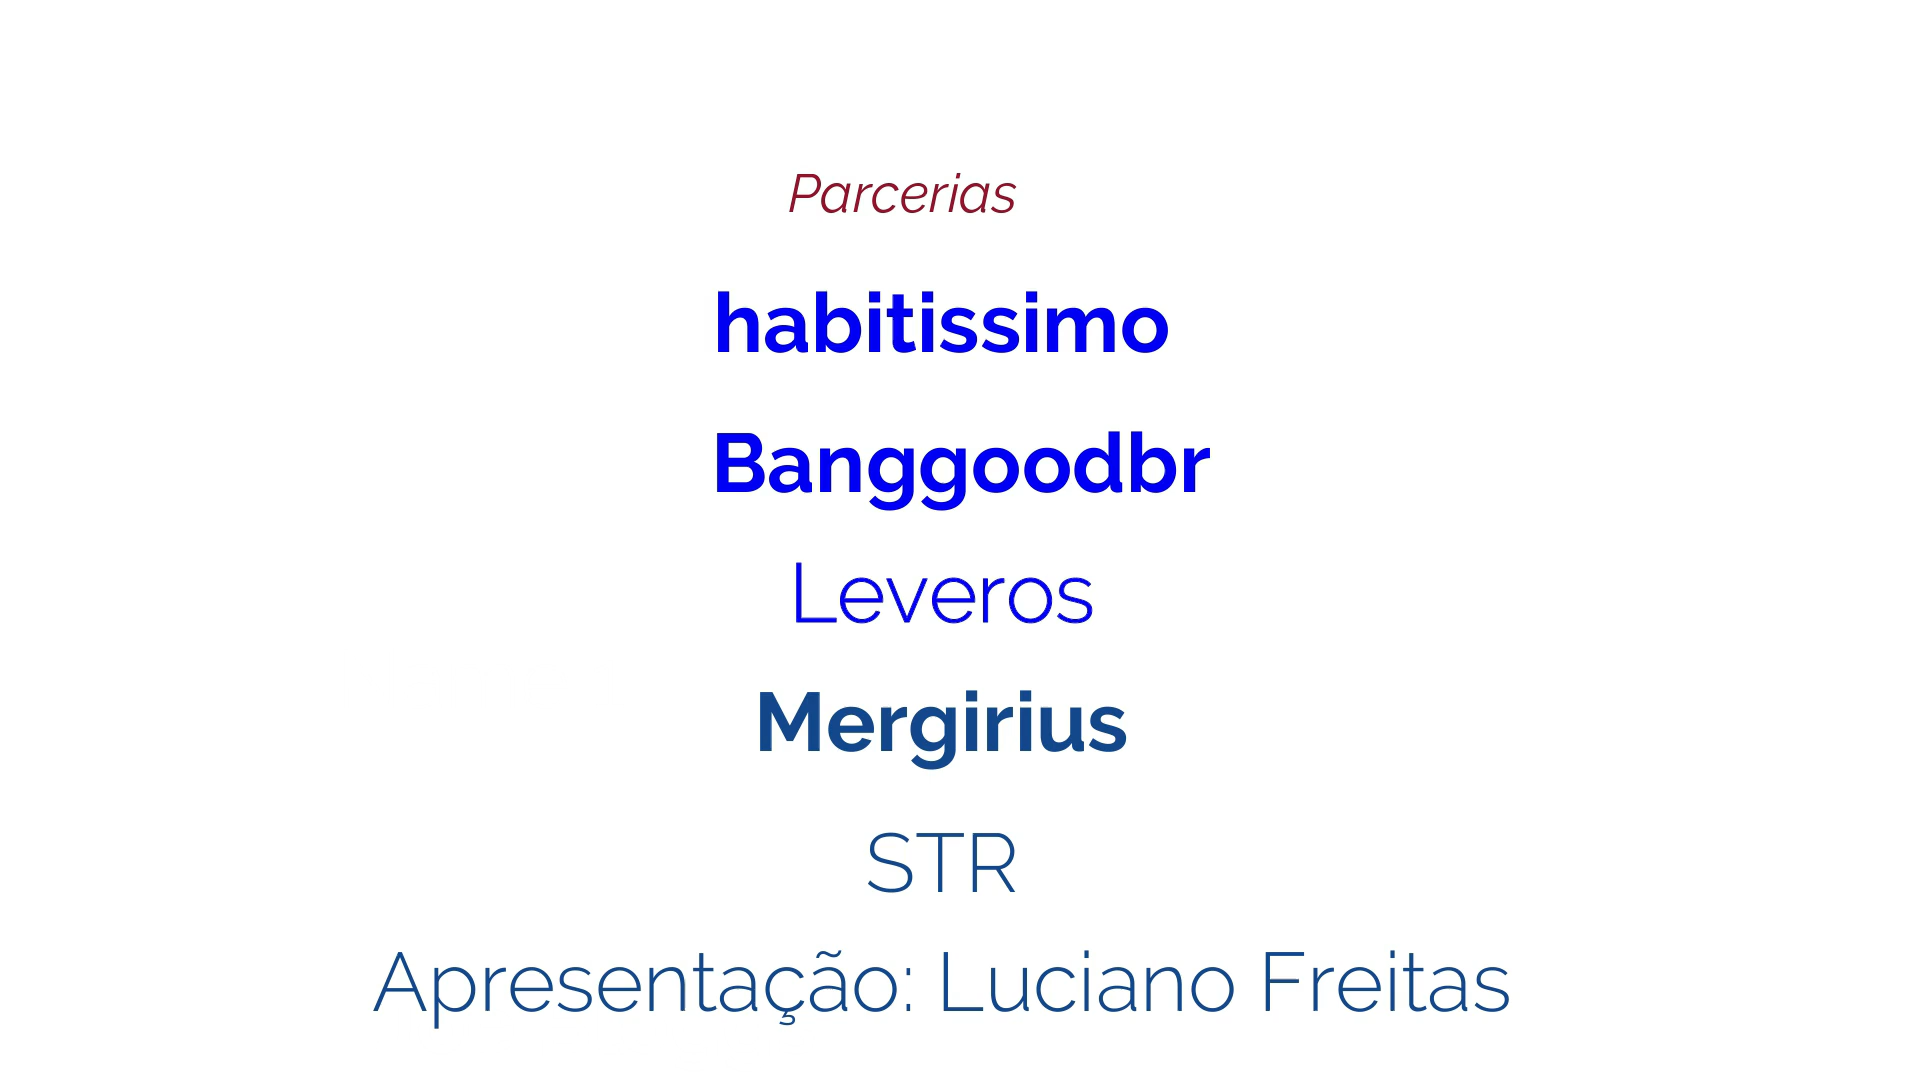 Parcerias
habitissimo
Banggoodbr
Leveros
Mergirius
STR
Apresentação: Luciano Freitas